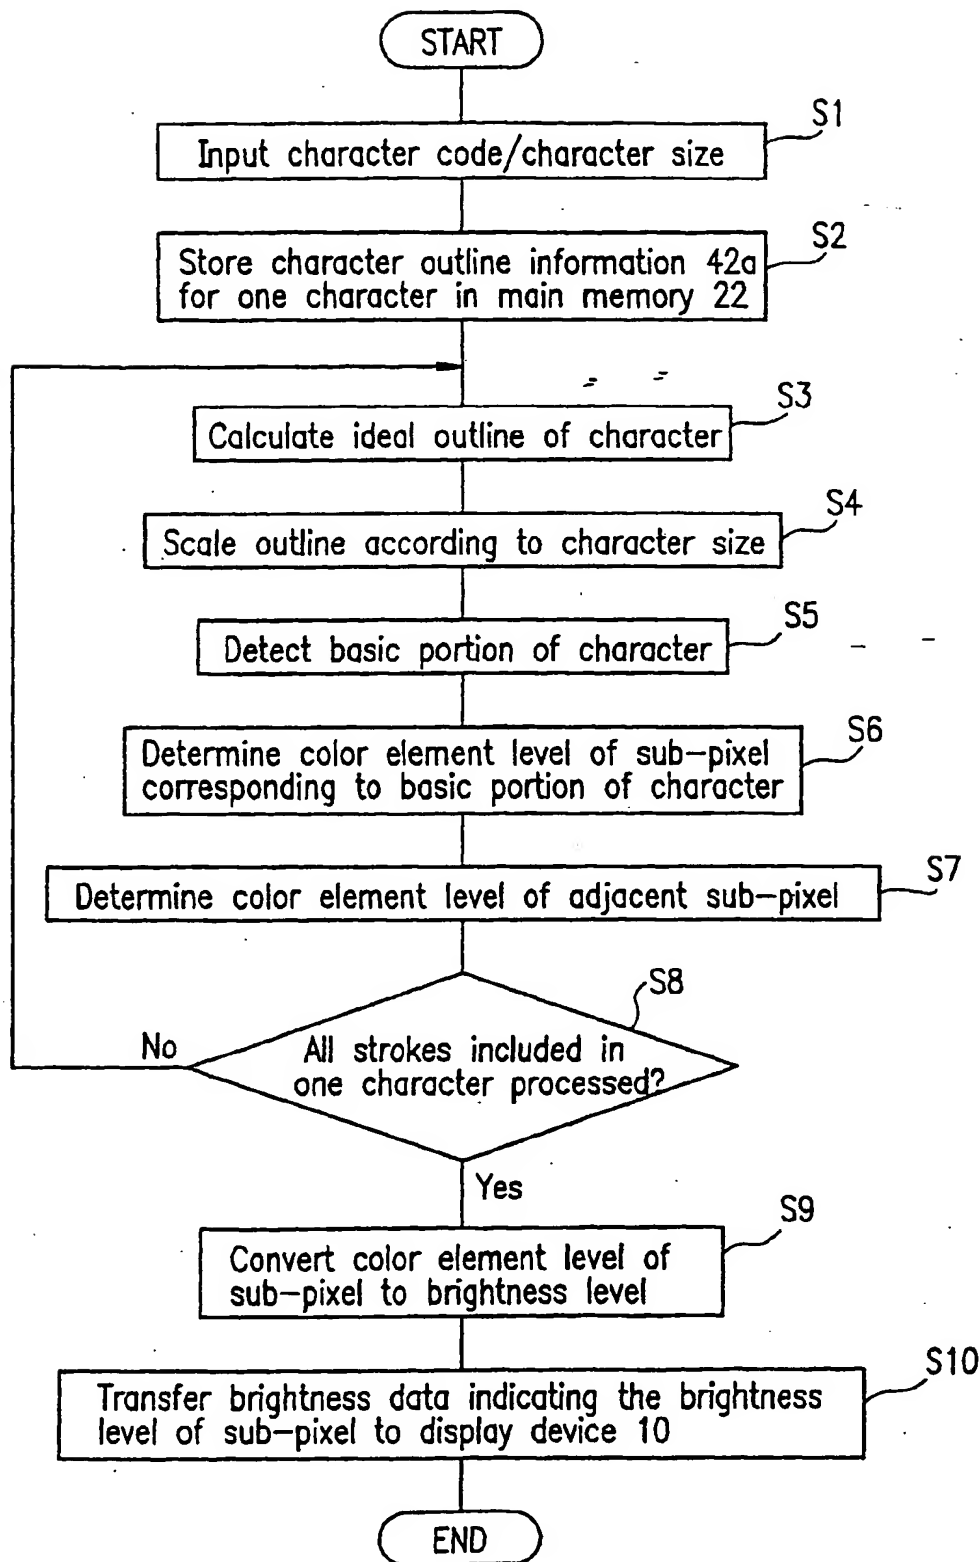 START
S1
Input character code/character size
S2
Store character outline information 42a
for one character in main memory 22
S3
Calculate ideal outline of character
S4
Scale outline according to character size
S5
Detect basic portion of character
S6
Determine color element level of sub-pixel
corresponding to basic portion of character
S7
Determine color element level of adjacent sub-pixel
S8
No
All strokes included in
one character processed?
Yes
S9
Convert color element level of
sub-pixel to brightness level
S10
Transfer brightness data indicating the brightness
level of sub-pixel to display device 10
END